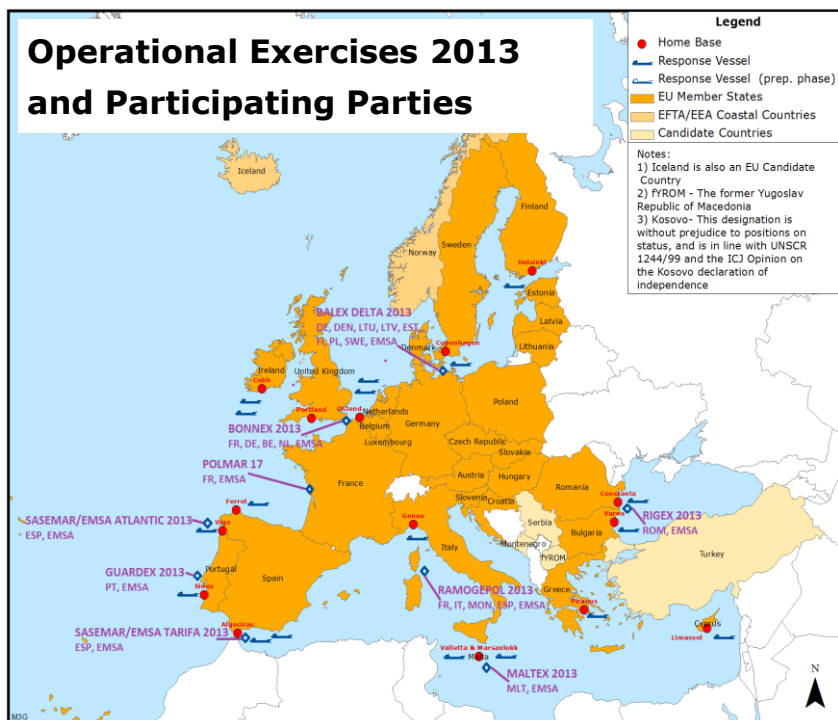 Operational Exercises 2013
and Participating Parties
Legend
Home Base
Response Vessel
Response Vessel (prep. phase)
EU Member States
EFTA/EEA Coastal Countries
Candidate Countries
Notes:
1) Iceland is also an EU Candidate
Country
2) fYROM - The former Yugoslav
Republic of Macedonia
3) Kosovo- This designation is
without prejudice to positions on
status, and is in line with UNSCR
1244/99 and the ICJ Opinion on
the Kosovo declaration of
independence
Iceland
Finland
Norway
Sweden
Helsinki
Estonia
Latvia
Lithuania
BALEX DELTA 2013
DE, DEN, LTU, LTV, EST,
FI, PL, SWE, EMSA
Denmark
Copenhagen
Ireland
United Kingdom
Cobh
Portland
Ostend
Netherlands
Belgium
Luxembourg
Germany
Poland
BONNEX 2013
FR, DE, BE, NL, EMSA
Czech Republic
Slovakia
POLMAR 17
FR, EMSA
France
Austria
Hungary
Slovenia
Croatia
Romania
Ferrol
SASEMAR/EMSA ATLANTIC 2013
ESP, EMSA
Vigo
Genoa
Italy
Serbia
Montenegro
fYROM
Bulgaria
Constanta
Varna
RIGEX 2013
ROM, EMSA
Turkey
GUARDEX 2013
PT, EMSA
Portugal
Spain
Sines
RAMOGEPOL 2013
FR, IT, MON, ESP, EMSA
Greece
Piraeus
Cyprus
Limassol
Algeciras
SASEMAR/EMSA TARIFA 2013
ESP, EMSA
Valletta & Marsaxlokk
Malta
MALTEX 2013
MLT, EMSA
N
M3G